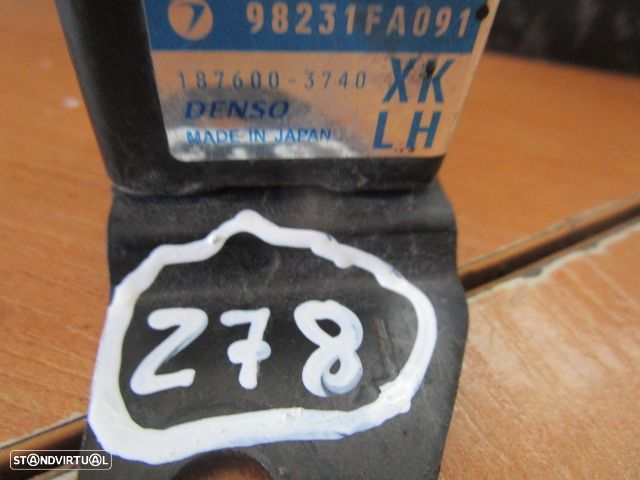 98231FA091
187600-3740 XK
DENSO
MADE IN JAPAN LH
278
STANDVIRTUAL